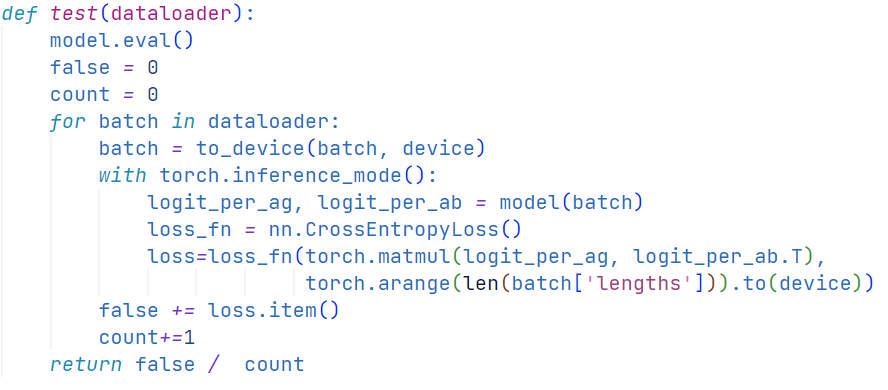 def test(dataloader):
    model.eval()
    false = 0
    count = 0
    for batch in dataloader:
        batch = to_device(batch, device)
        with torch.inference_mode():
            logit_per_ag, logit_per_ab = model(batch)
            loss_fn = nn.CrossEntropyLoss()
            loss=loss_fn(torch.matmul(logit_per_ag, logit_per_ab.T),
                         torch.arange(len(batch['lengths'])).to(device))
        false += loss.item()
        count+=1
    return false /  count